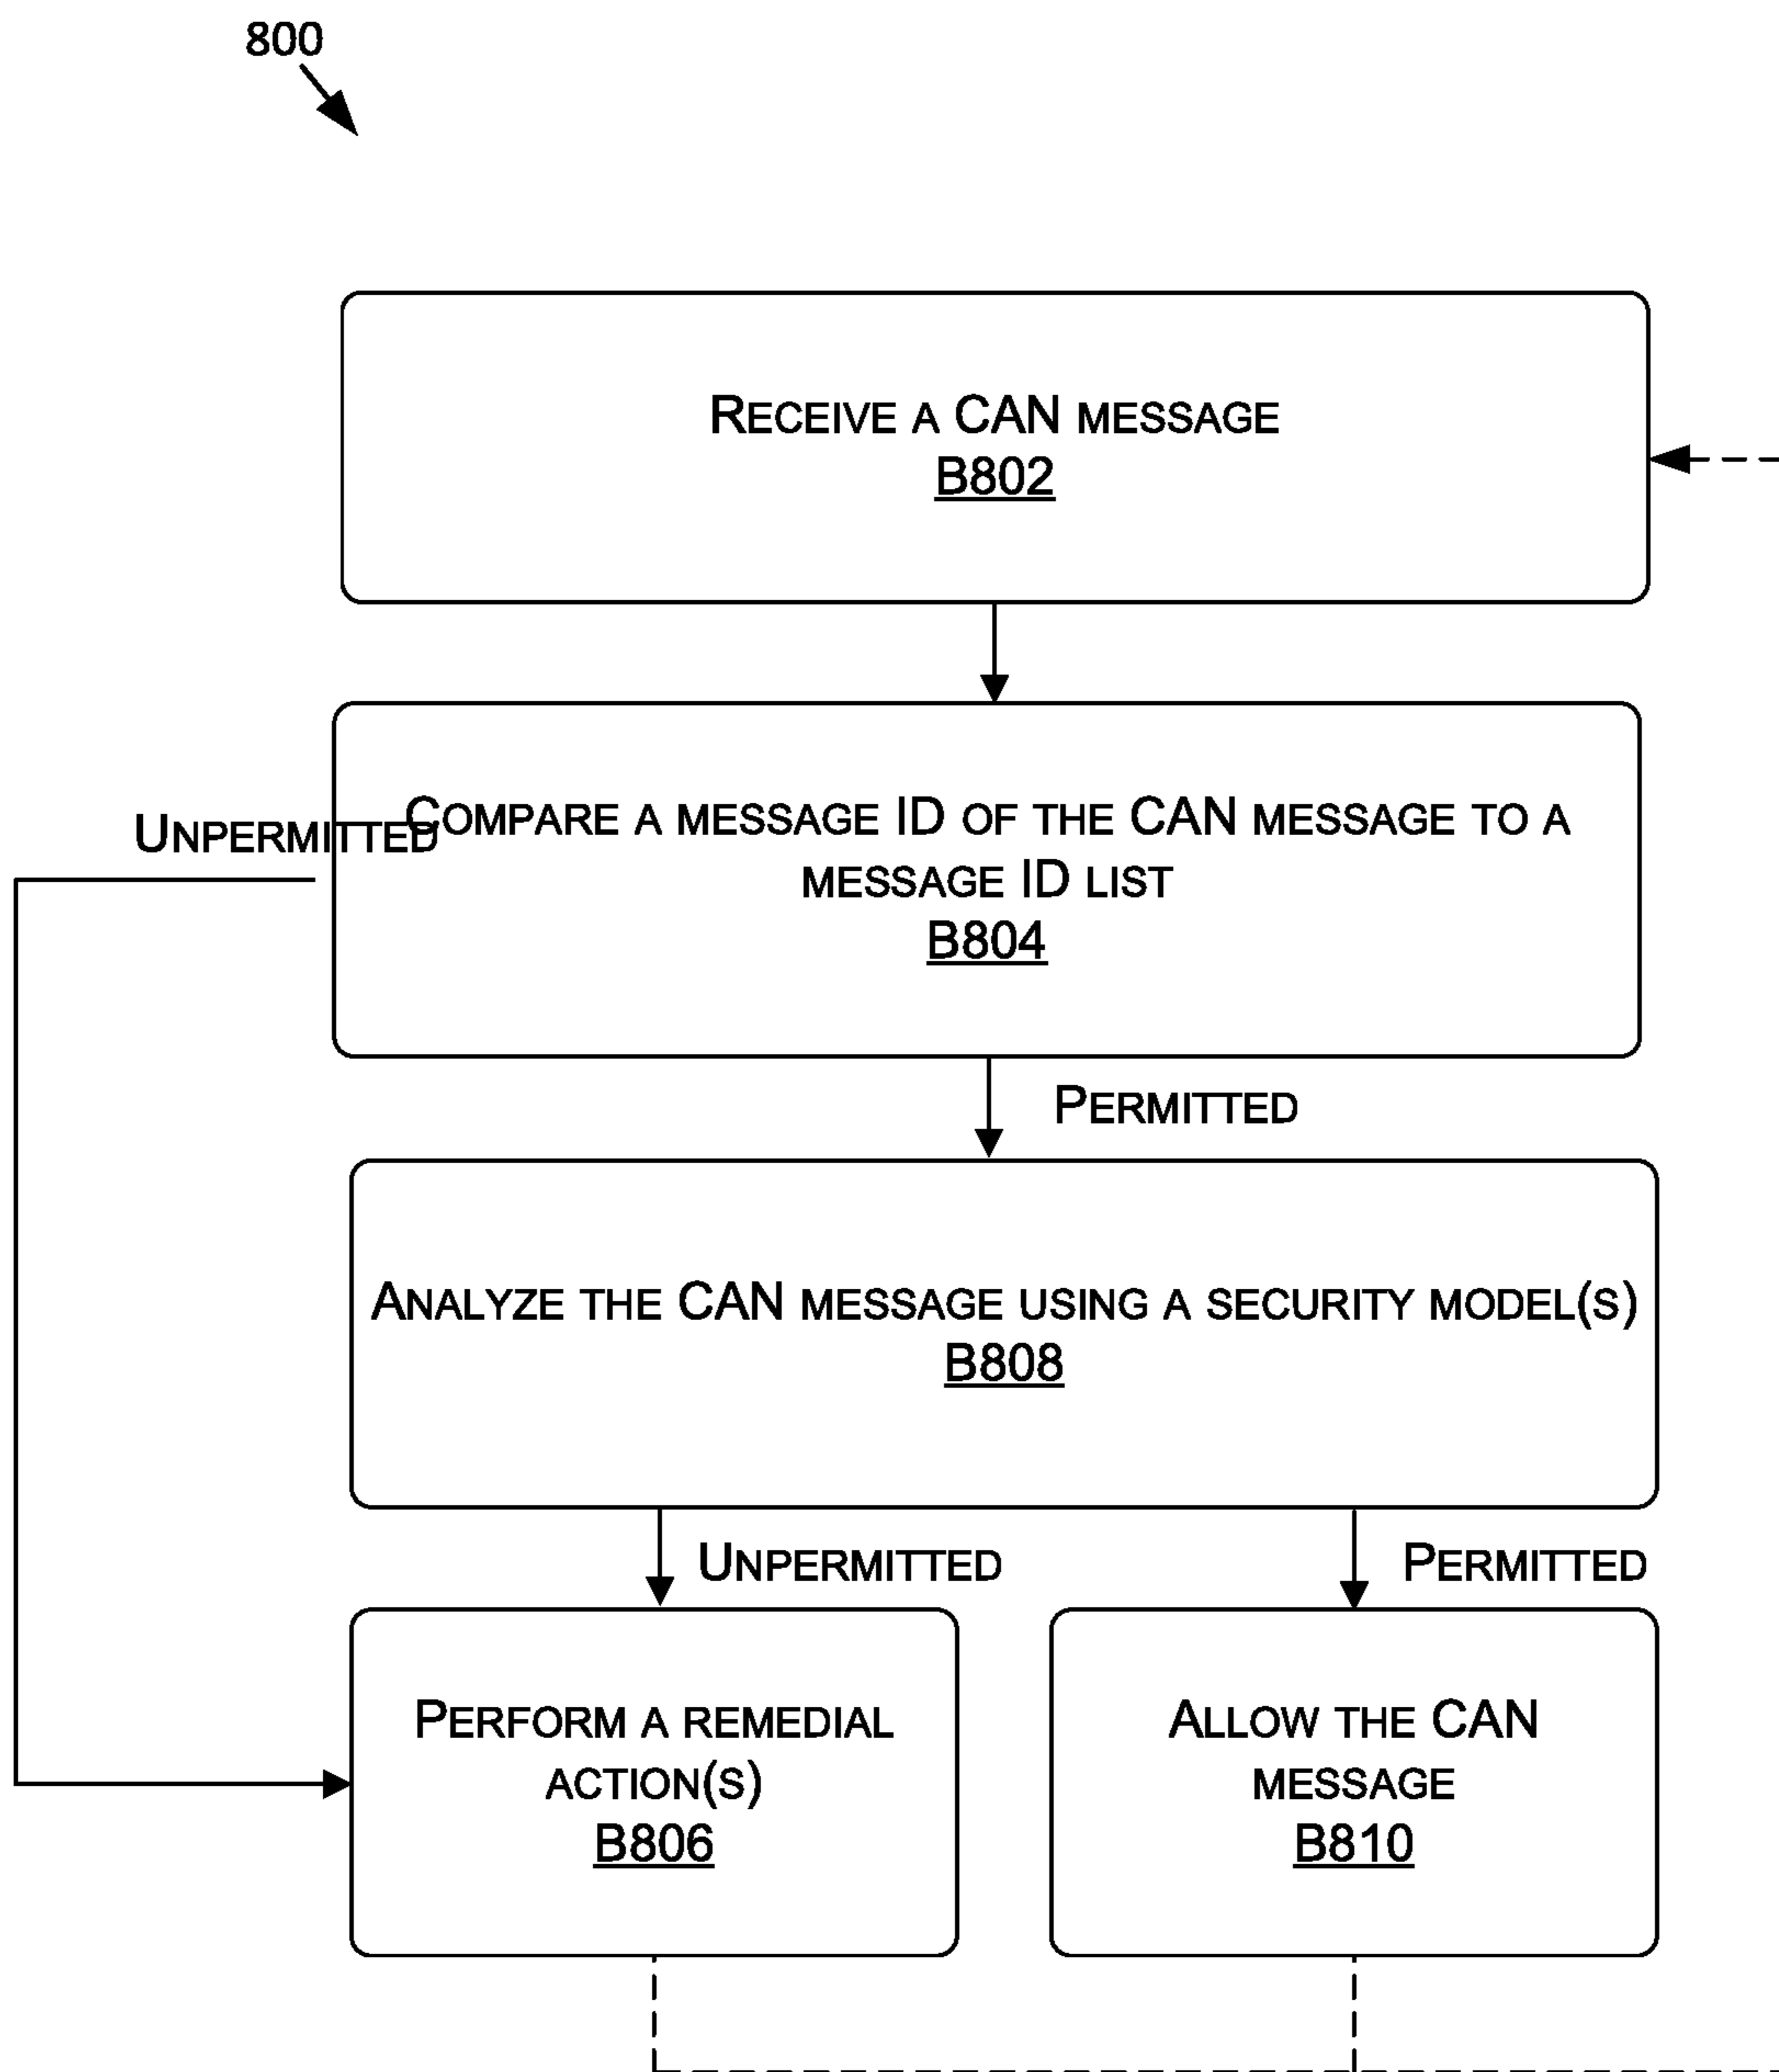 800
RECEIVE A CAN MESSAGE
B802
UNPERMITTED
COMPARE A MESSAGE ID OF THE CAN MESSAGE TO A
MESSAGE ID LIST
B804
PERMITTED
ANALYZE THE CAN MESSAGE USING A SECURITY MODEL(S)
B808
UNPERMITTED
PERMITTED
PERFORM A REMEDIAL
ACTION(S)
B806
ALLOW THE CAN
MESSAGE
B810